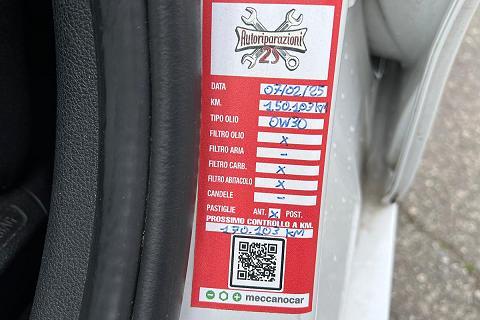 Autoriparazioni
25
DATA 07/02/25
KM. 150.103 KM
TIPO OLIO 0W30
FILTRO OLIO X
FILTRO ARIA -
FILTRO CARB. X
FILTRO ABITACOLO X
CANDELE -
PASTIGLIE ANT. X POST.
PROSSIMO CONTROLLO A KM.
170.103 KM
meccanocar